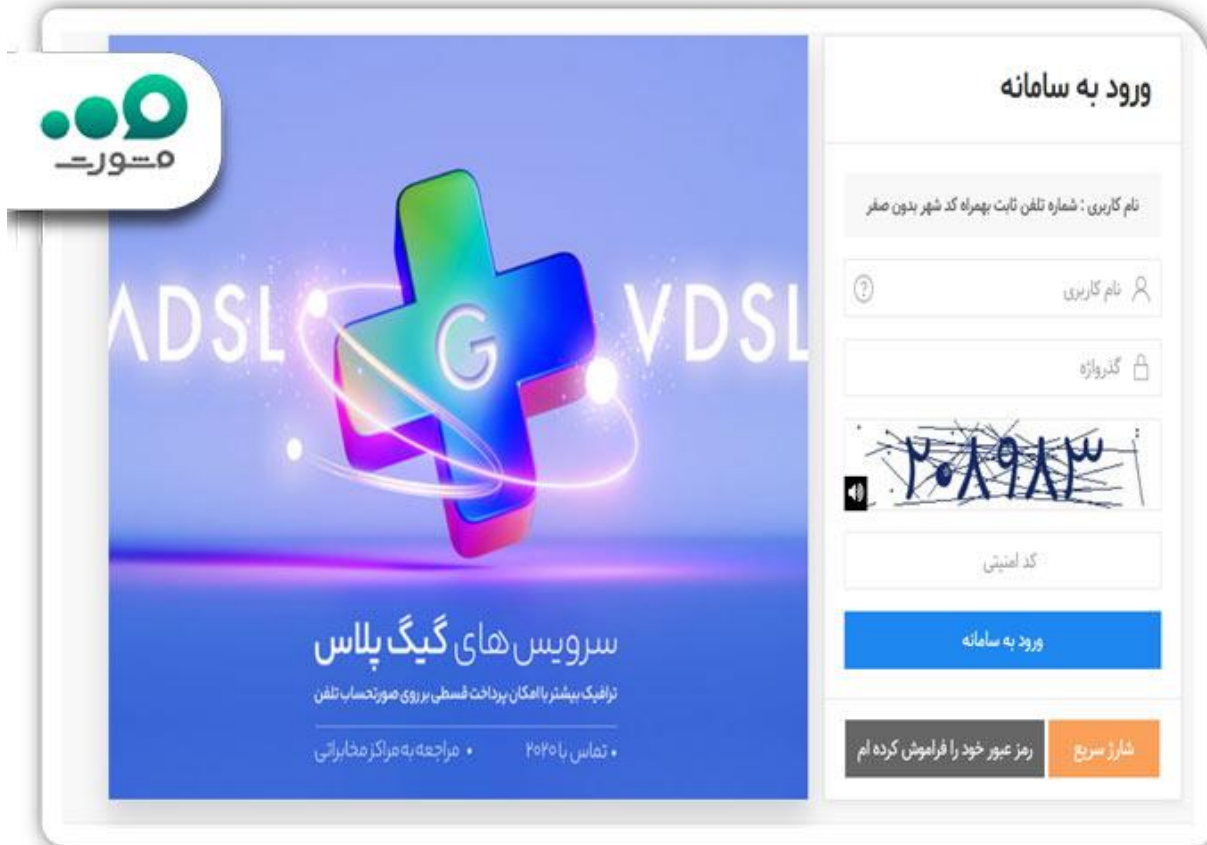 مشورت
ورود به سامانه
نام کاربری : شماره تلفن ثابت بهمراه کد شهر بدون صفر
نام کاربری
گذرواژه
۲۰۸۹۸۳
کد امنیتی
ورود به سامانه
شارژ سریع
رمز عبور خود را فراموش کرده ام
ADSL
G
VDSL
سرویس‌های گیگ پلاس
ترافیک بیشتر با امکان پرداخت قسطی بر روی صورتحساب تلفن
• تماس با ۲۰۲۰ • مراجعه به مراکز مخابراتی